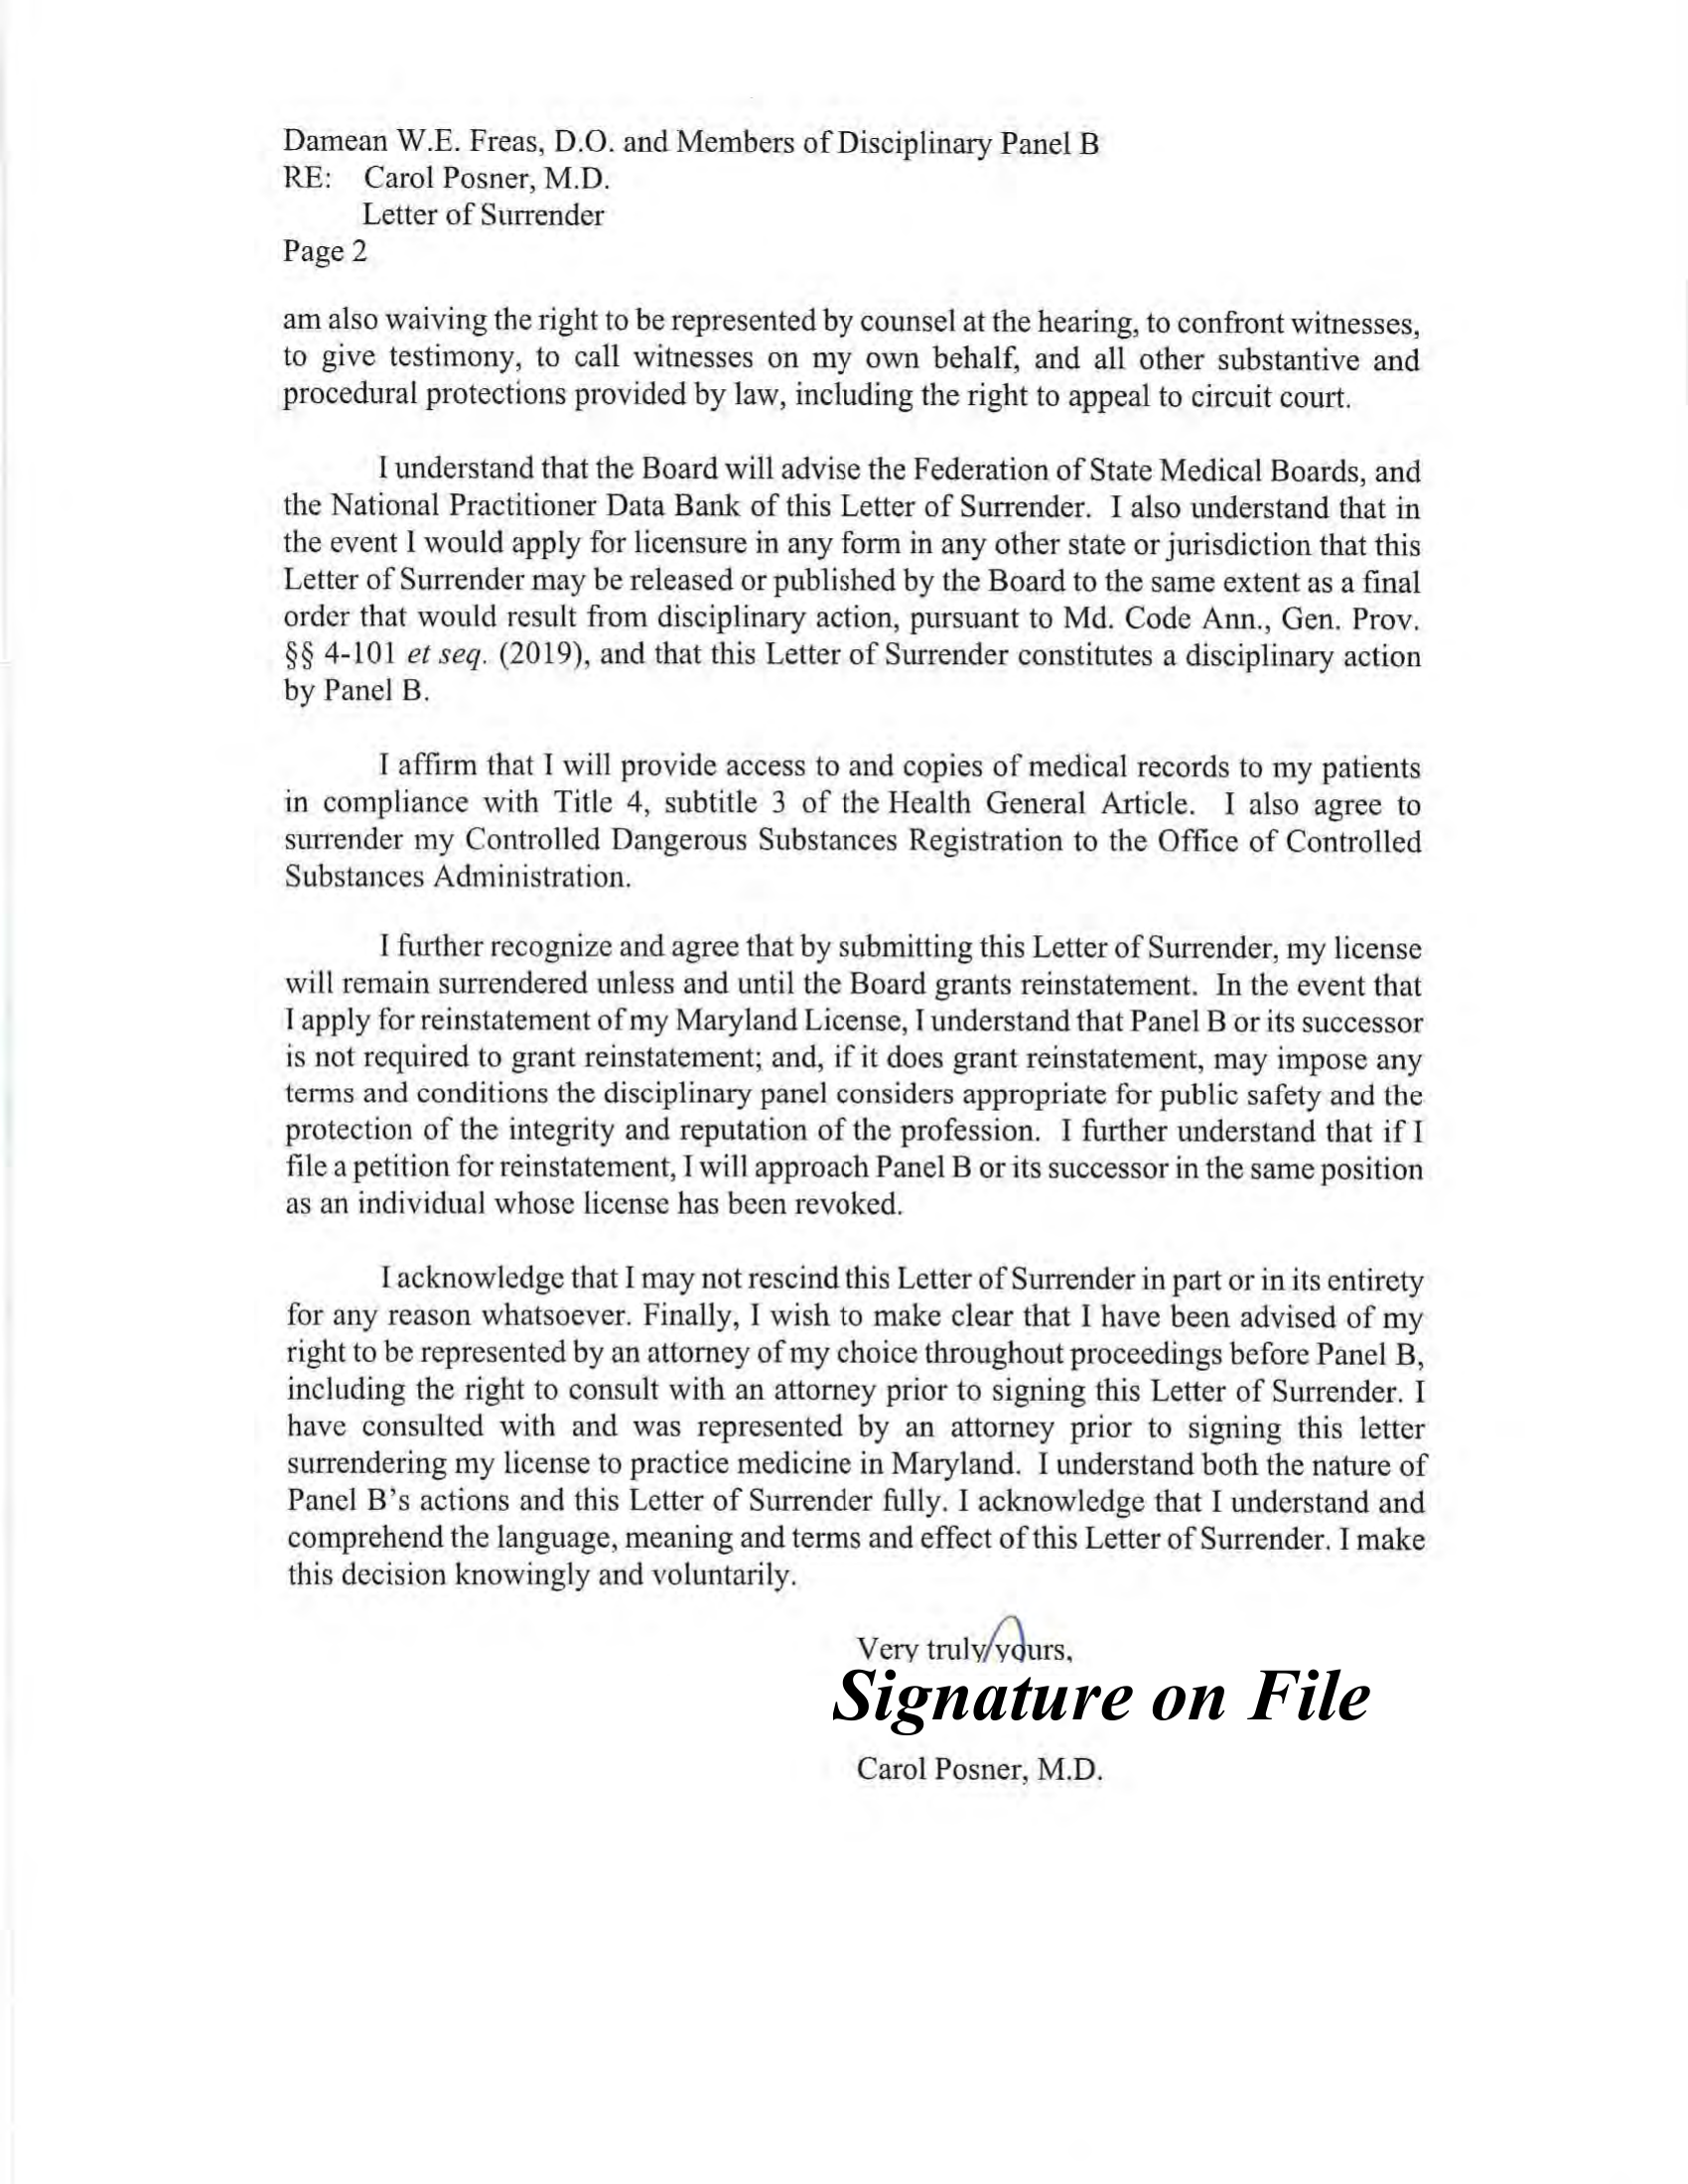 Damean W.E. Freas, D.O. and Members of Disciplinary Panel B
RE: Carol Posner, M.D.
Letter of Surrender
Page 2
am also waiving the right to be represented by counsel at the hearing, to confront witnesses,
to give testimony, to call witnesses on my own behalf, and all other substantive and
procedural protections provided by law, including the right to appeal to circuit court.
I understand that the Board will advise the Federation of State Medical Boards, and
the National Practitioner Data Bank of this Letter of Surrender. I also understand that in
the event I would apply for licensure in any form in any other state or jurisdiction that this
Letter of Surrender may be released or published by the Board to the same extent as a final
order that would result from disciplinary action, pursuant to Md. Code Ann., Gen. Prov.
§§ 4-101 et seq. (2019), and that this Letter of Surrender constitutes a disciplinary action
by Panel B.
I affirm that I will provide access to and copies of medical records to my patients
in compliance with Title 4, subtitle 3 of the Health General Article. I also agree to
surrender my Controlled Dangerous Substances Registration to the Office of Controlled
Substances Administration.
I further recognize and agree that by submitting this Letter of Surrender, my license
will remain surrendered unless and until the Board grants reinstatement. In the event that
I apply for reinstatement of my Maryland License, I understand that Panel B or its successor
is not required to grant reinstatement; and, if it does grant reinstatement, may impose any
terms and conditions the disciplinary panel considers appropriate for public safety and the
protection of the integrity and reputation of the profession. I further understand that if I
file a petition for reinstatement, I will approach Panel B or its successor in the same position
as an individual whose license has been revoked.
I acknowledge that I may not rescind this Letter of Surrender in part or in its entirety
for any reason whatsoever. Finally, I wish to make clear that I have been advised of my
right to be represented by an attorney of my choice throughout proceedings before Panel B,
including the right to consult with an attorney prior to signing this Letter of Surrender. I
have consulted with and was represented by an attorney prior to signing this letter
surrendering my license to practice medicine in Maryland. I understand both the nature of
Panel B's actions and this Letter of Surrender fully. I acknowledge that I understand and
comprehend the language, meaning and terms and effect of this Letter of Surrender. I make
this decision knowingly and voluntarily.
Very truly yours,
Signature on File
Carol Posner, M.D.